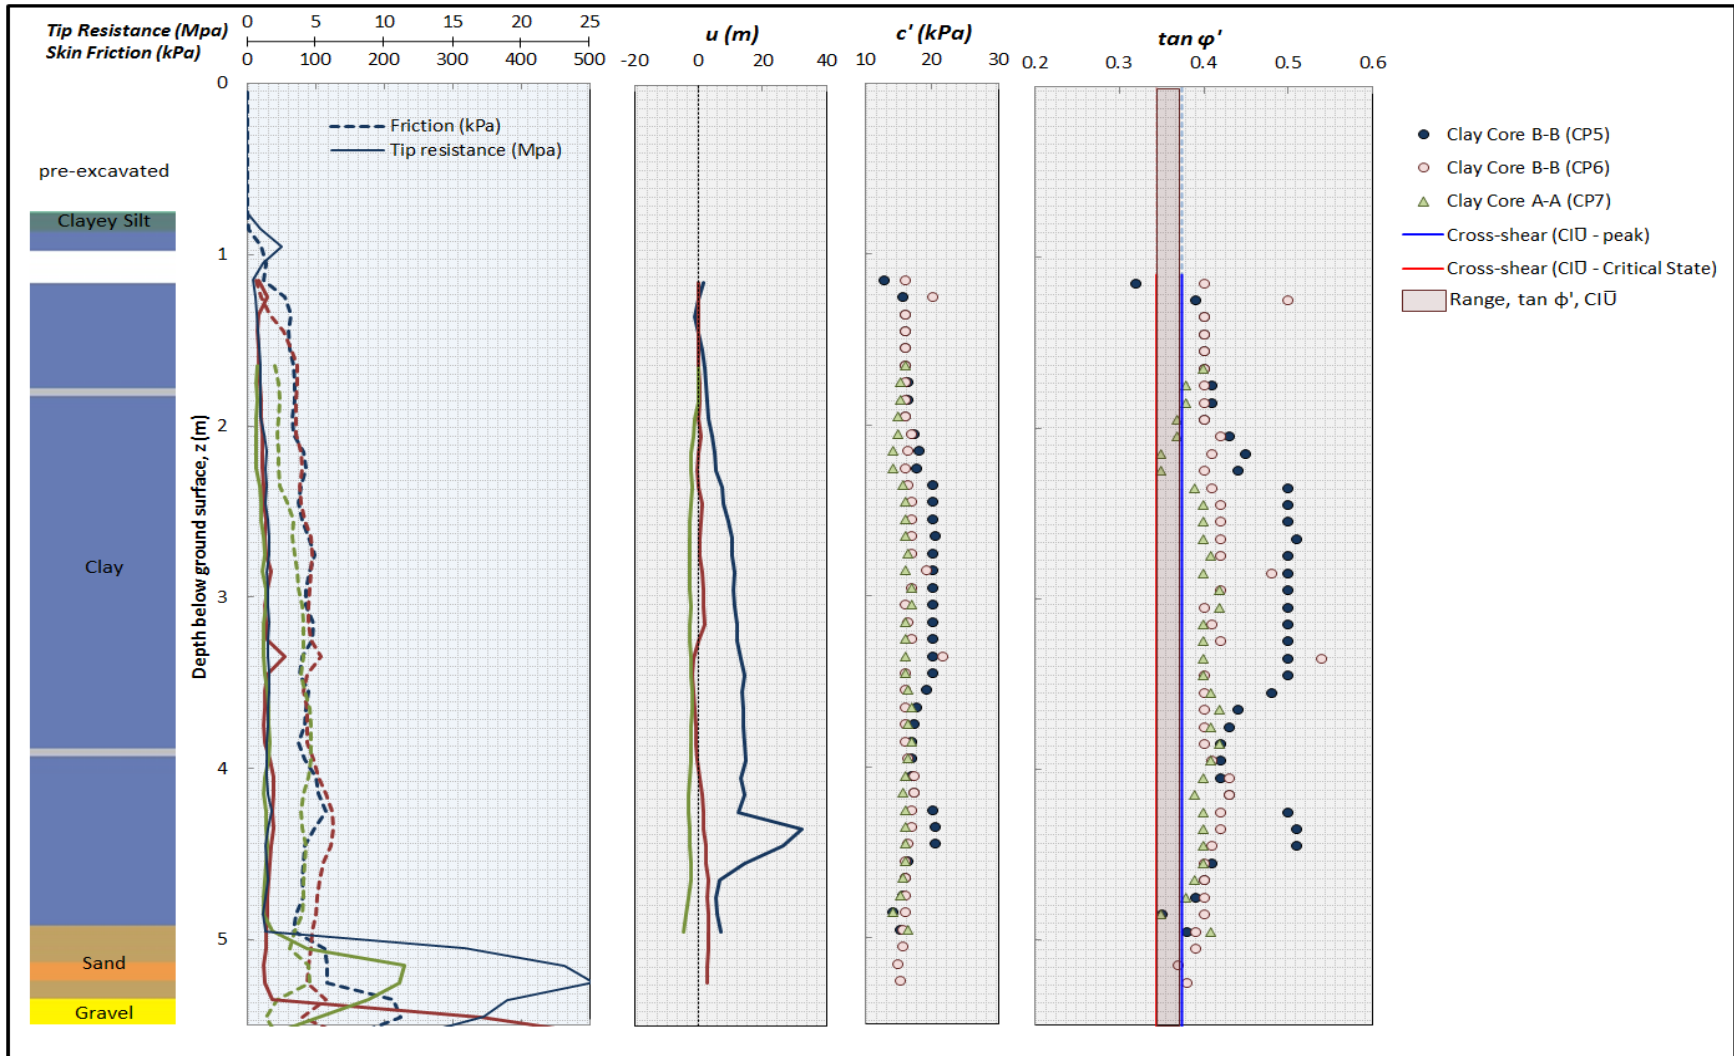 Tip Resistance (Mpa)
Skin Friction (kPa)
0 5 10 15 20 25
0 100 200 300 400 500
u (m)
-20 0 20 40
c' (kPa)
10 20 30
tan φ'
0.2 0.3 0.4 0.5 0.6
0
1
2
3
4
5
Depth below ground surface, z (m)
Friction (kPa)
Tip resistance (Mpa)
pre-excavated
Clayey Silt
Clay
Sand
Gravel
Clay Core B-B (CP5)
Clay Core B-B (CP6)
Clay Core A-A (CP7)
Cross-shear (CIŪ - peak)
Cross-shear (CIŪ - Critical State)
Range, tan ϕ', CIŪ